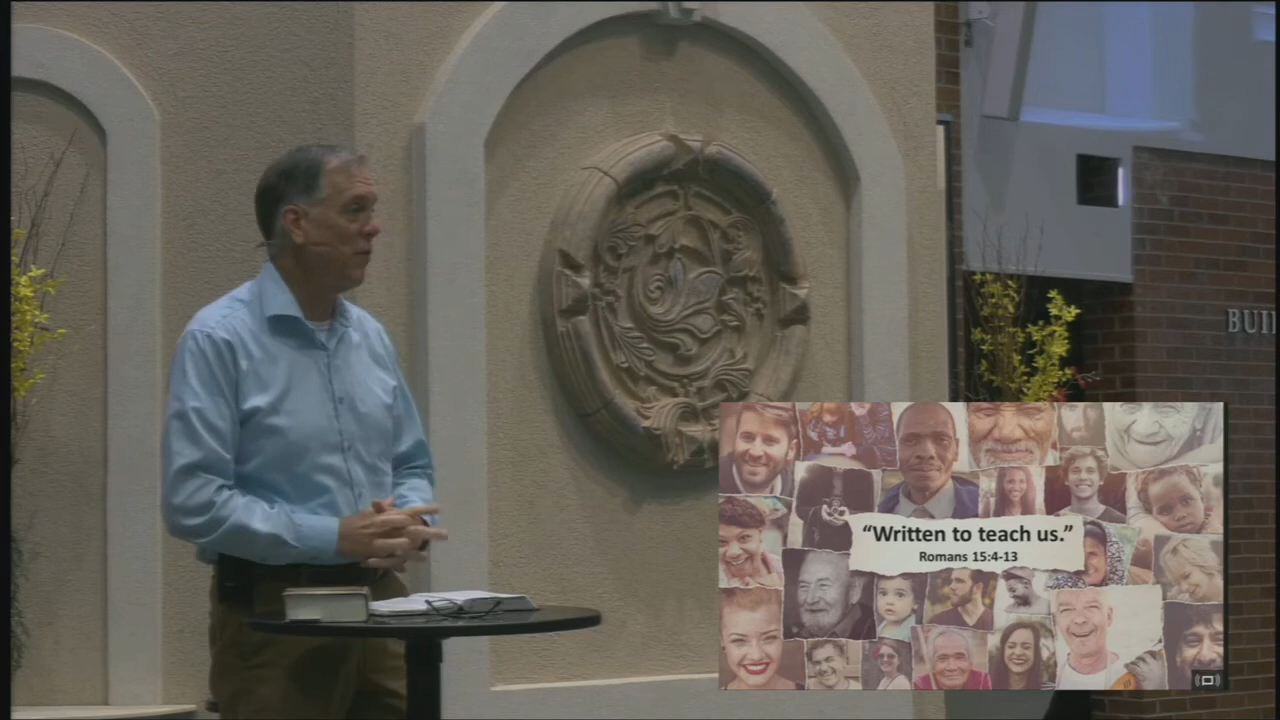 BUI
“Written to teach us.”
Romans 15:4-13